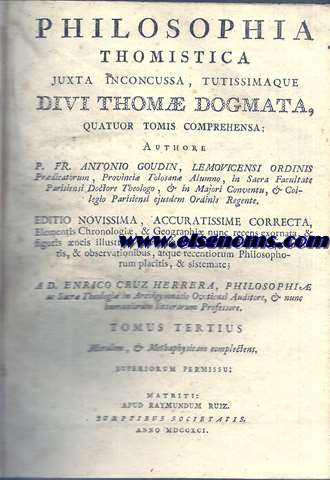 PHILOSOPHIA
THOMISTICA
JUXTA INCONCUSSA, TUTISSIMAQUE
DIVI THOMÆ DOGMATA,
QUATUOR TOMIS COMPREHENSA:
AUTHORE
P. FR. ANTONIO GOUDIN, LEMOVICENSI ORDINIS
Prædicatorum, Provinciæ Tolosanæ Alumno, in Sacra Facultate
Parisiensi Doctore Theologo, & in Majori Conventu, & Col-
legio Parisiensi ejusdem Ordinis Regente.
EDITIO NOVISSIMA, ACCURATISSIME CORRECTA,
Elementis Chronologiæ, & Geographiæ nunc recens exornata, &
figuris æneis illustra
www.elsenoms.com
tis, & observationibus, atque recentiorum Philosopho-
rum placitis, & sistemate;
A D. ENRICO CRUZ HERRERA, PHILOSOPHIÆ
ac Sacræ Theologiæ in Auditore, & nunc
humaniorum litterarum Professore.
TOMUS TERTIUS
Moralem, & Methaphysicam complectens.
SUPERIORUM PERMISSU:
MATRITI:
APUD RAYMUNDUM RUIZ.
SUMPTIBUS SOCIETATIS.
ANNO MDCCXCI.